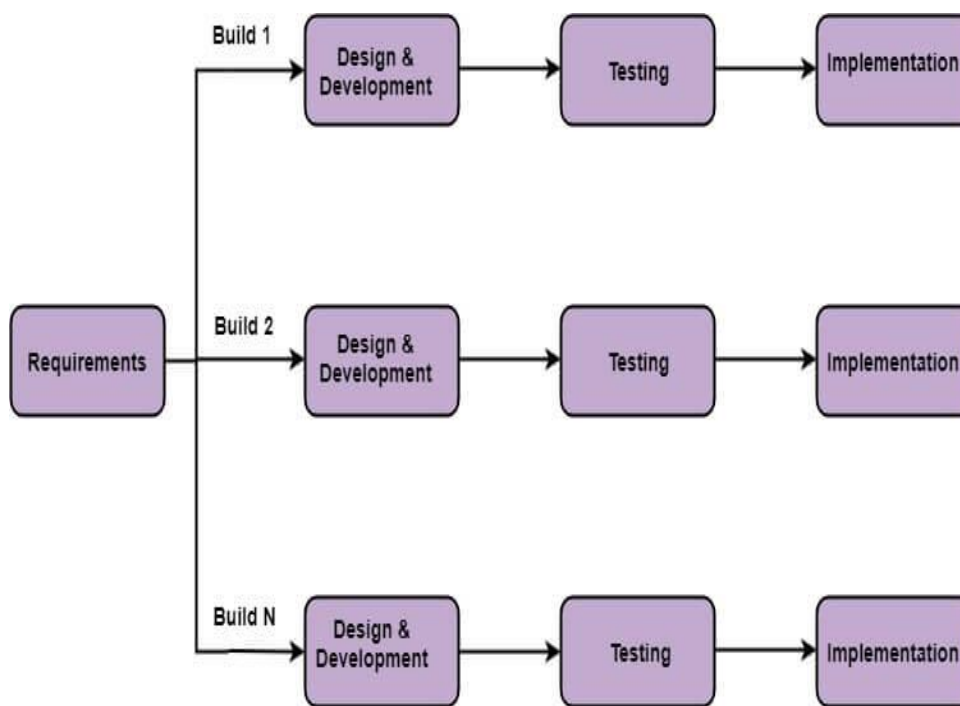 Build 1
Design &
Development
Testing
Implementation
Requirements
Build 2
Design &
Development
Testing
Implementation
Build N
Design &
Development
Testing
Implementation